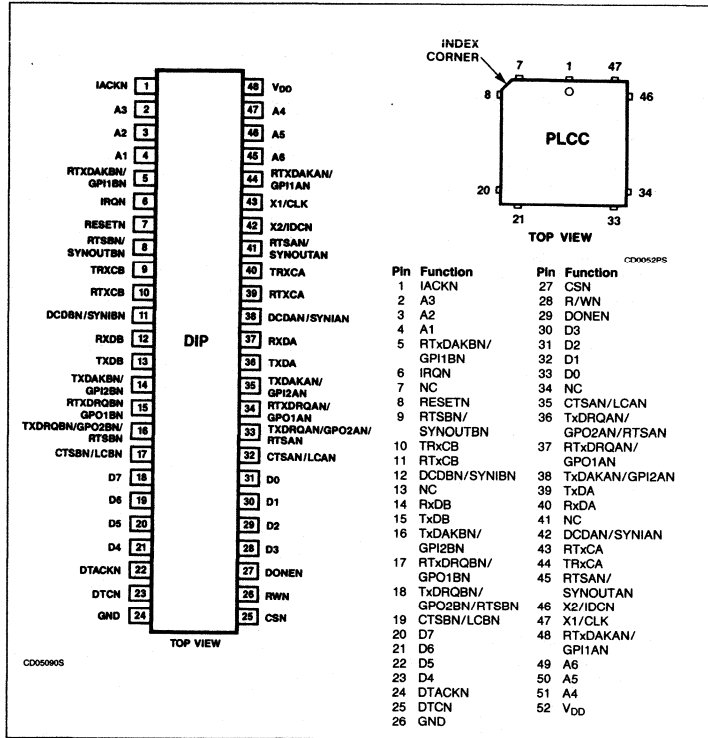 IACKN 1
A3 2
A2 3
A1 4
RTXDAKBN/
GPI1BN 5
IRQN 6
RESETN 7
RTSBN/
SYNOUTBN 8
TRXCB 9
RTXCB 10
DCDBN/SYNIBN 11
RXDB 12
TXDB 13
TXDAKBN/
GPI2BN 14
RTXDRQBN
GPO1BN 15
TXDRQBN/GPO2BN/
RTSBN 16
CTSBN/LCBN 17
D7 18
D6 19
D5 20
D4 21
DTACKN 22
DTCN 23
GND 24
DIP
48 VDD
47 A4
46 A5
45 A6
44 RTXDAKAN/
GPI1AN
43 X1/CLK
42 X2/IDCN
41 RTSAN/
SYNOUTAN
40 TRXCA
39 RTXCA
38 DCDAN/SYNIAN
37 RXDA
36 TXDA
35 TXDAKAN/
GPI2AN
34 RTXDRQAN/
GPO1AN
33 TXDRQAN/GPO2AN/
RTSAN
32 CTSAN/LCAN
31 D0
30 D1
29 D2
28 D3
27 DONEN
26 RWN
25 CSN
TOP VIEW
CD05090S
INDEX
CORNER
7 1 47
8 46
PLCC
20 34
21 33
TOP VIEW
CD0052PS
Pin Function
1 IACKN
2 A3
3 A2
4 A1
5 RTxDAKBN/
GPI1BN
6 IRQN
7 NC
8 RESETN
9 RTSBN/
SYNOUTBN
10 TRxCB
11 RTxCB
12 DCDBN/SYNIBN
13 NC
14 RxDB
15 TxDB
16 TxDAKBN/
GPI2BN
17 RTxDRQBN/
GPO1BN
18 TxDRQBN/
GPO2BN/RTSBN
19 CTSBN/LCBN
20 D7
21 D6
22 D5
23 D4
24 DTACKN
25 DTCN
26 GND
Pin Function
27 CSN
28 R/WN
29 DONEN
30 D3
31 D2
32 D1
33 D0
34 NC
35 CTSAN/LCAN
36 TxDRQAN/
GPO2AN/RTSAN
37 RTxDRQAN/
GPO1AN
38 TxDAKAN/GPI2AN
39 TxDA
40 RxDA
41 NC
42 DCDAN/SYNIAN
43 RTxCA
44 TRxCA
45 RTSAN/
SYNOUTAN
46 X2/IDCN
47 X1/CLK
48 RTxDAKAN/
GPI1AN
49 A6
50 A5
51 A4
52 VDD